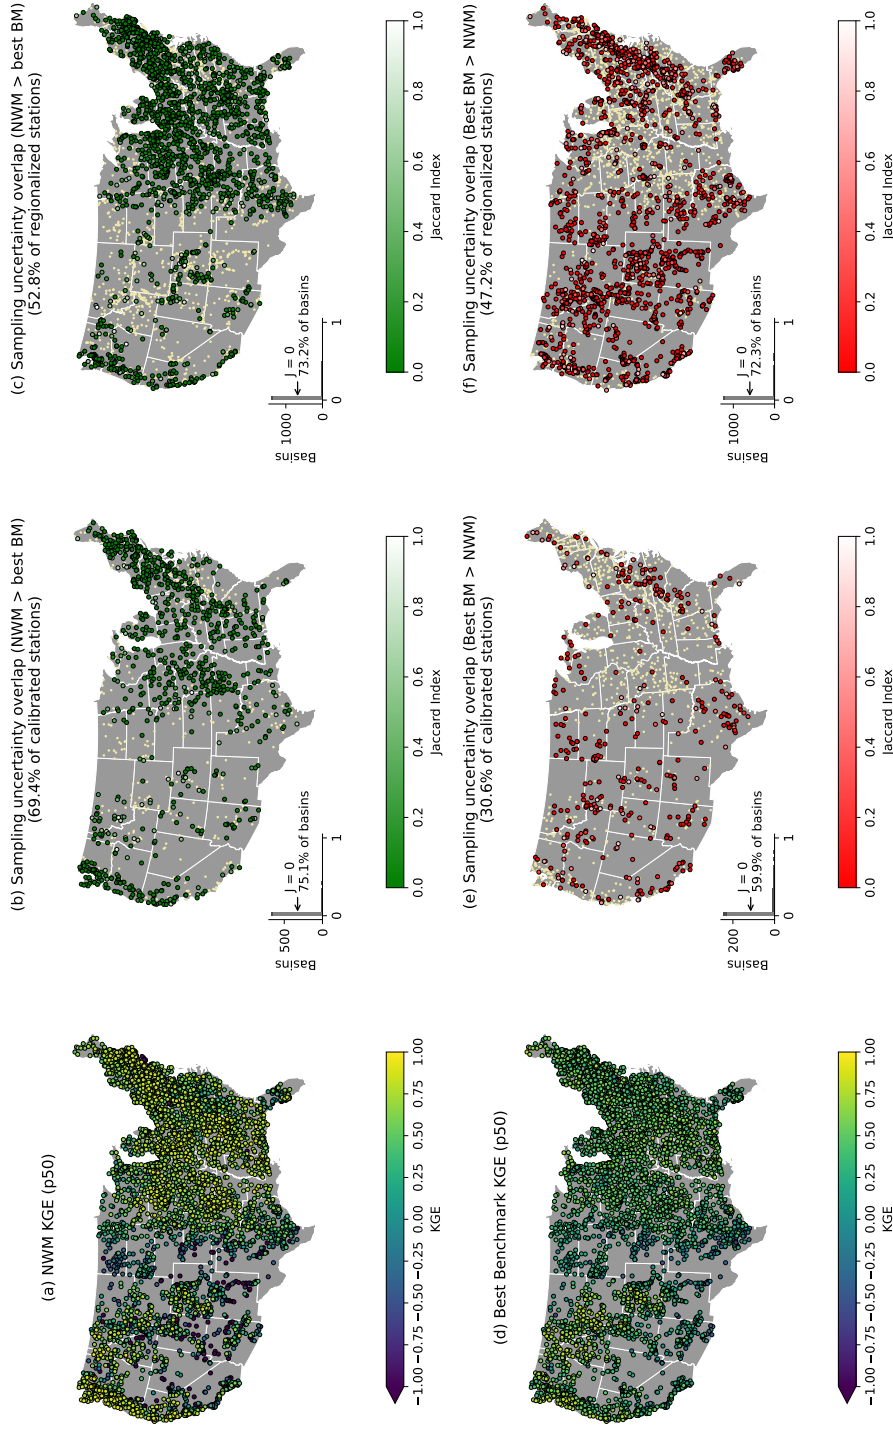 (a) NWM KGE (p50)
−1.00 −0.75 −0.50 −0.25 0.00 0.25 0.50 0.75 1.00
KGE
(b) Sampling uncertainty overlap (NWM > best BM)
(69.4% of calibrated stations)
Basins
500
0
J = 0
75.1% of basins
0 1
0.0 0.2 0.4 0.6 0.8 1.0
Jaccard Index
(c) Sampling uncertainty overlap (NWM > best BM)
(52.8% of regionalized stations)
Basins
1000
0
J = 0
73.2% of basins
0 1
0.0 0.2 0.4 0.6 0.8 1.0
Jaccard Index
(d) Best Benchmark KGE (p50)
−1.00 −0.75 −0.50 −0.25 0.00 0.25 0.50 0.75 1.00
KGE
(e) Sampling uncertainty overlap (Best BM > NWM)
(30.6% of calibrated stations)
Basins
200
0
J = 0
59.9% of basins
0 1
0.0 0.2 0.4 0.6 0.8 1.0
Jaccard Index
(f) Sampling uncertainty overlap (Best BM > NWM)
(47.2% of regionalized stations)
Basins
1000
0
J = 0
72.3% of basins
0 1
0.0 0.2 0.4 0.6 0.8 1.0
Jaccard Index